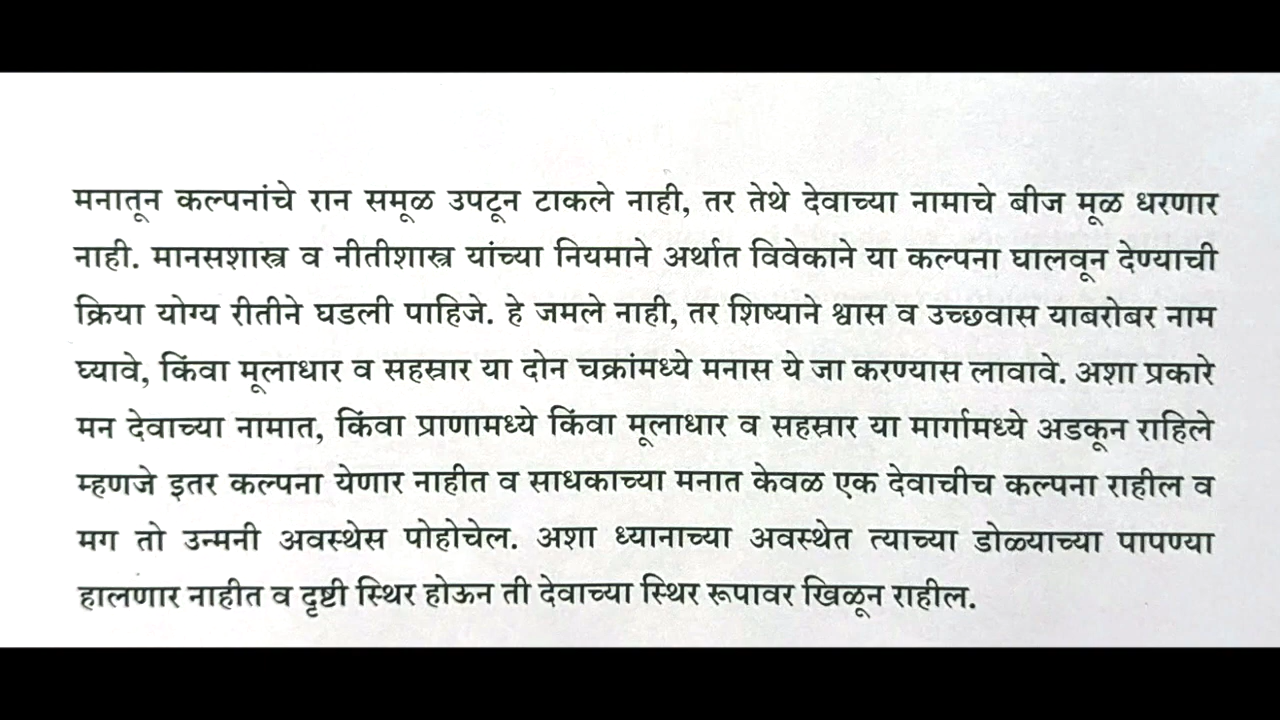 मनातून कल्पनांचे रान समूळ उपटून टाकले नाही, तर तेथे देवाच्या नामाचे बीज मूळ धरणार
नाही. मानसशास्त्र व नीतीशास्त्र यांच्या नियमाने अर्थात विवेकाने या कल्पना घालवून देण्याची
क्रिया योग्य रीतीने घडली पाहिजे. हे जमले नाही, तर शिष्याने श्वास व उच्छ्वास याबरोबर नाम
घ्यावे, किंवा मूलाधार व सहस्रार या दोन चक्रांमध्ये मनास ये जा करण्यास लावावे. अशा प्रकारे
मन देवाच्या नामात, किंवा प्राणामध्ये किंवा मूलाधार व सहस्रार या मार्गामध्ये अडकून राहिले
म्हणजे इतर कल्पना येणार नाहीत व साधकाच्या मनात केवळ एक देवाचीच कल्पना राहील व
मग तो उन्मनी अवस्थेस पोहोचेल. अशा ध्यानाच्या अवस्थेत त्याच्या डोळ्याच्या पापण्या
हालणार नाहीत व दृष्टी स्थिर होऊन ती देवाच्या स्थिर रूपावर खिळून राहील.